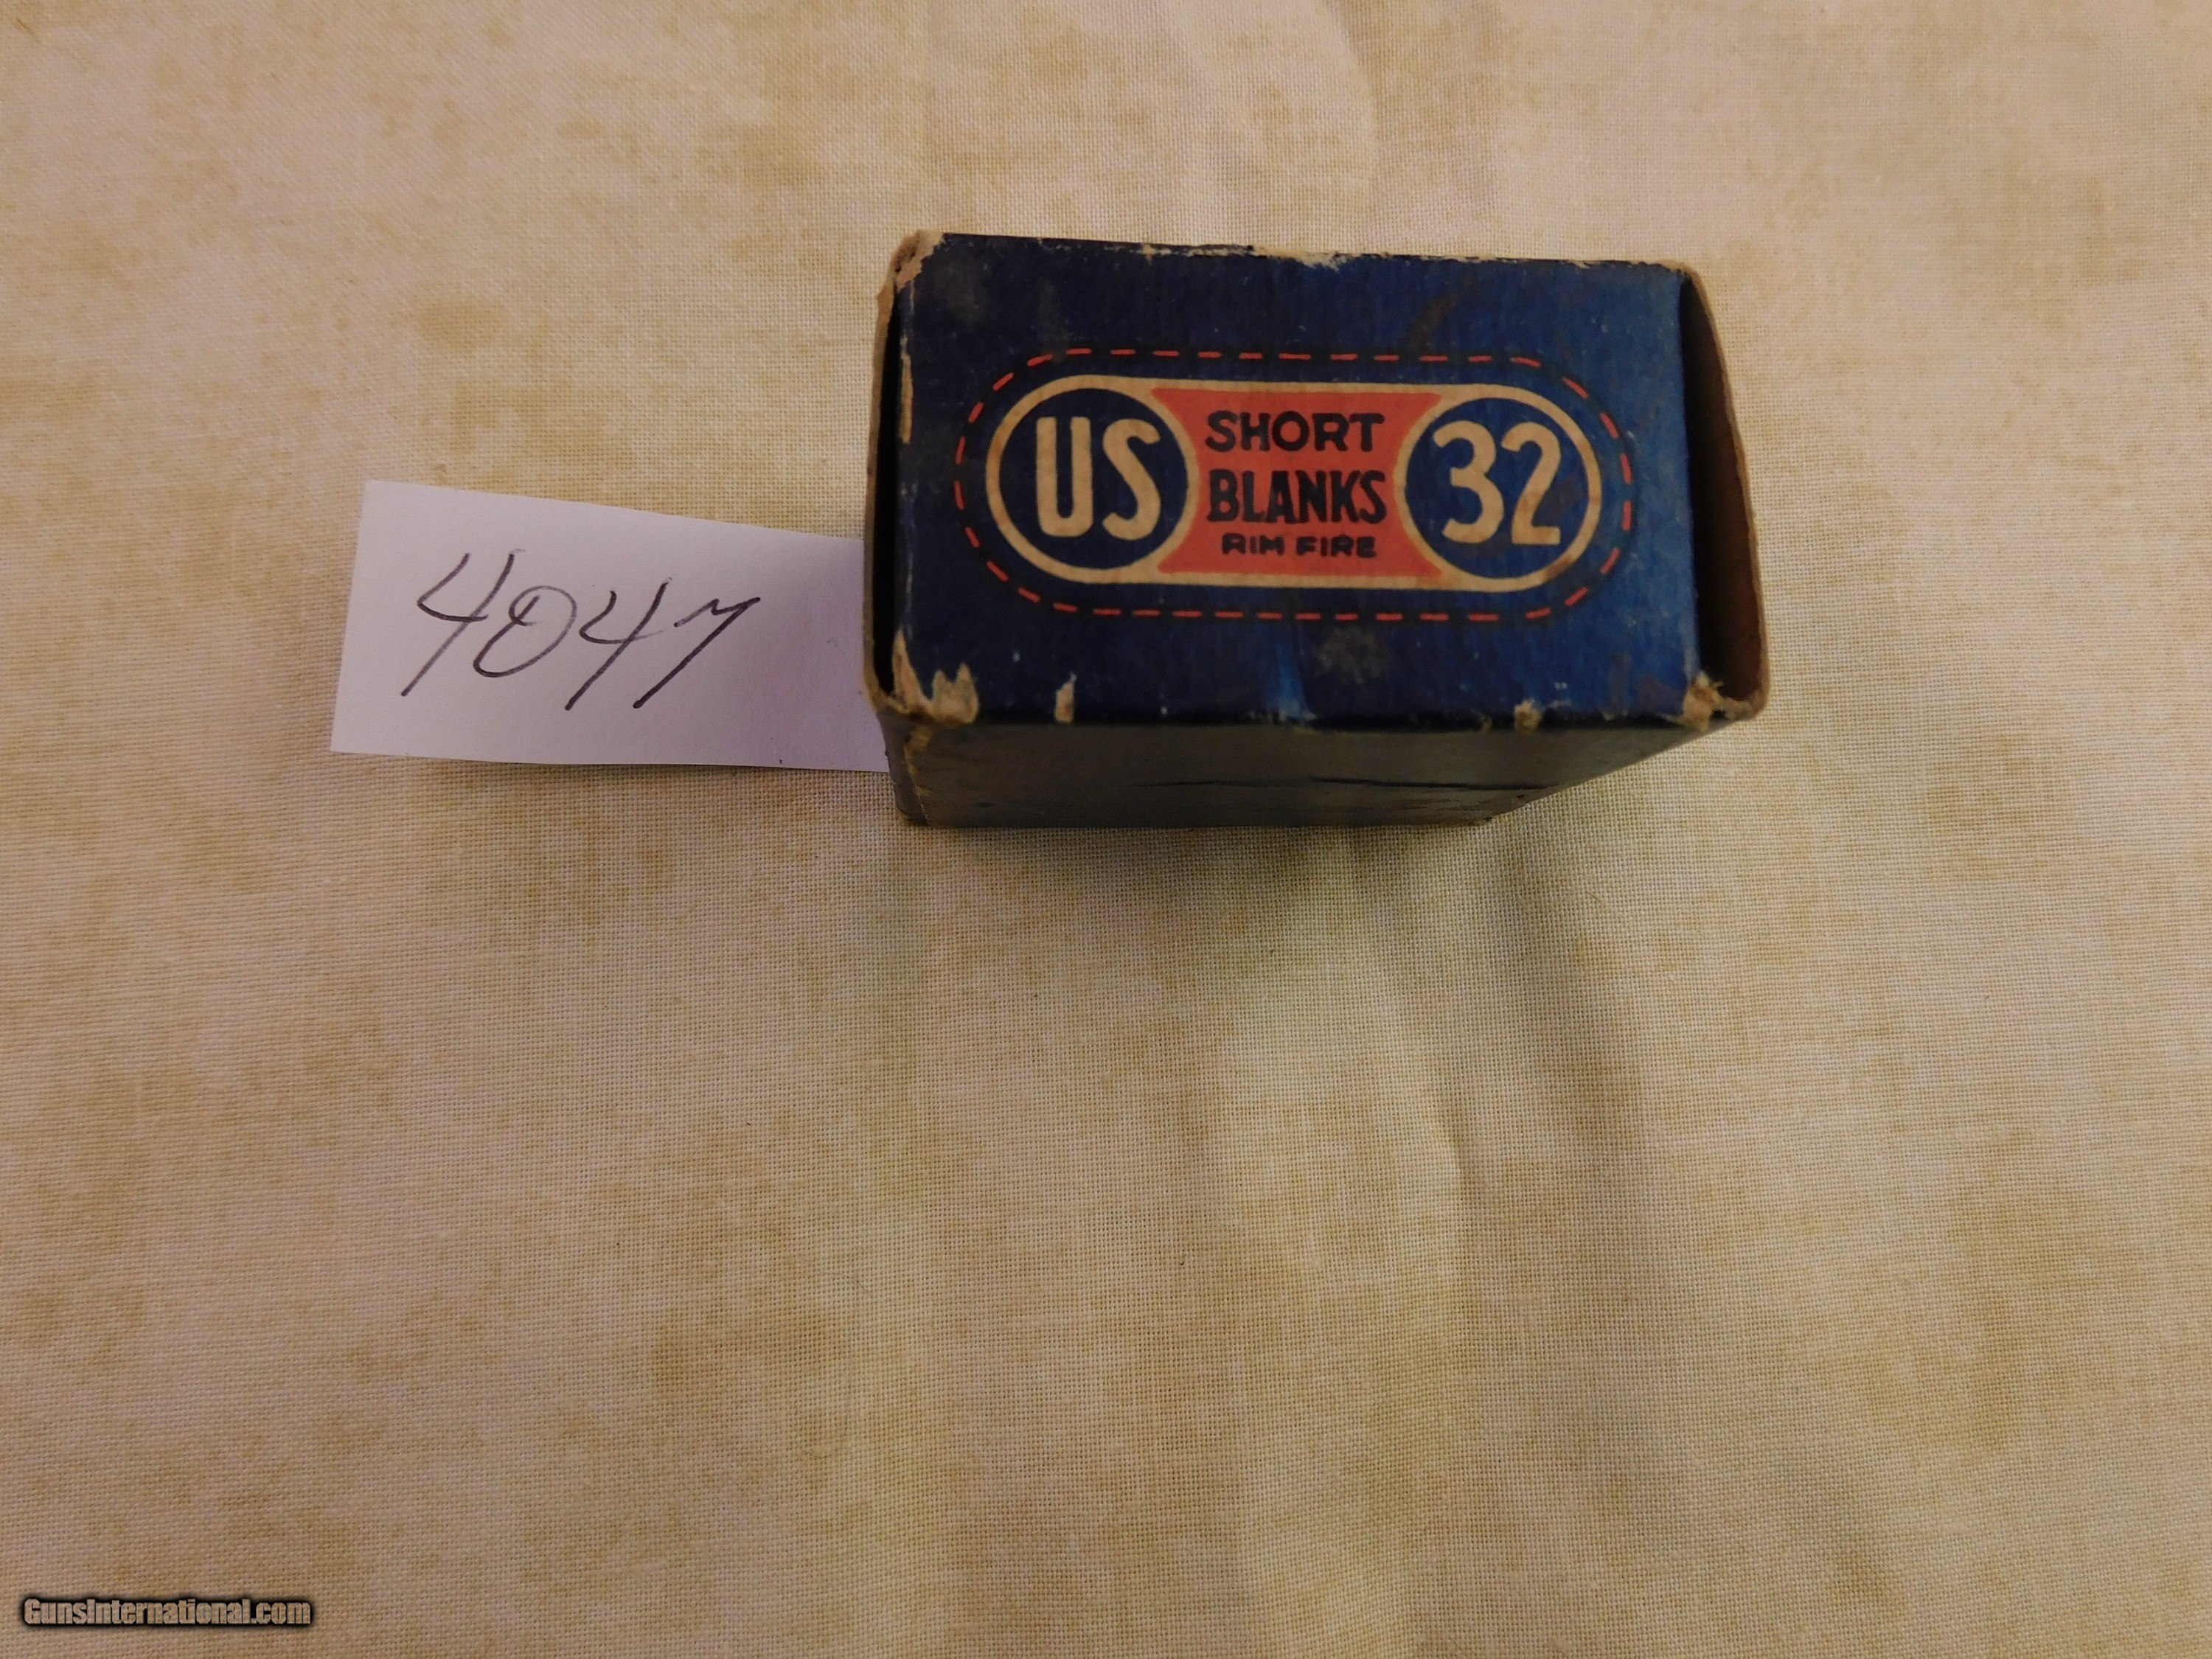 US
SHORT
BLANKS
RIM FIRE
32
4047
GunsInternational.com